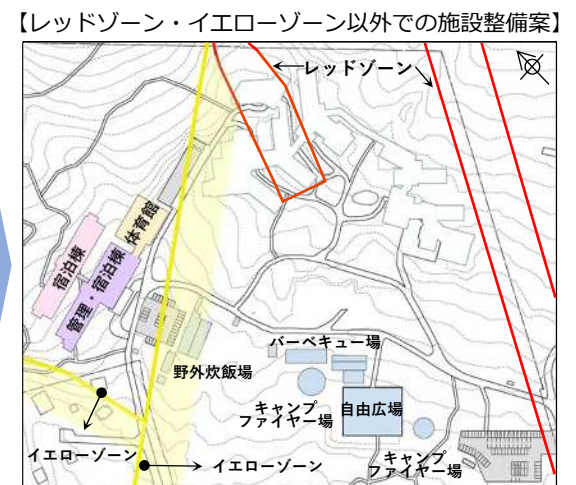 【レッドゾーン・イエローゾーン以外での施設整備案】
レッドゾーン
体育館
宿泊棟
管理・宿泊棟
バーベキュー場
野外炊飯場
キャンプ
ファイヤー場
自由広場
イエローゾーン
イエローゾーン
キャンプ
ファイヤー場